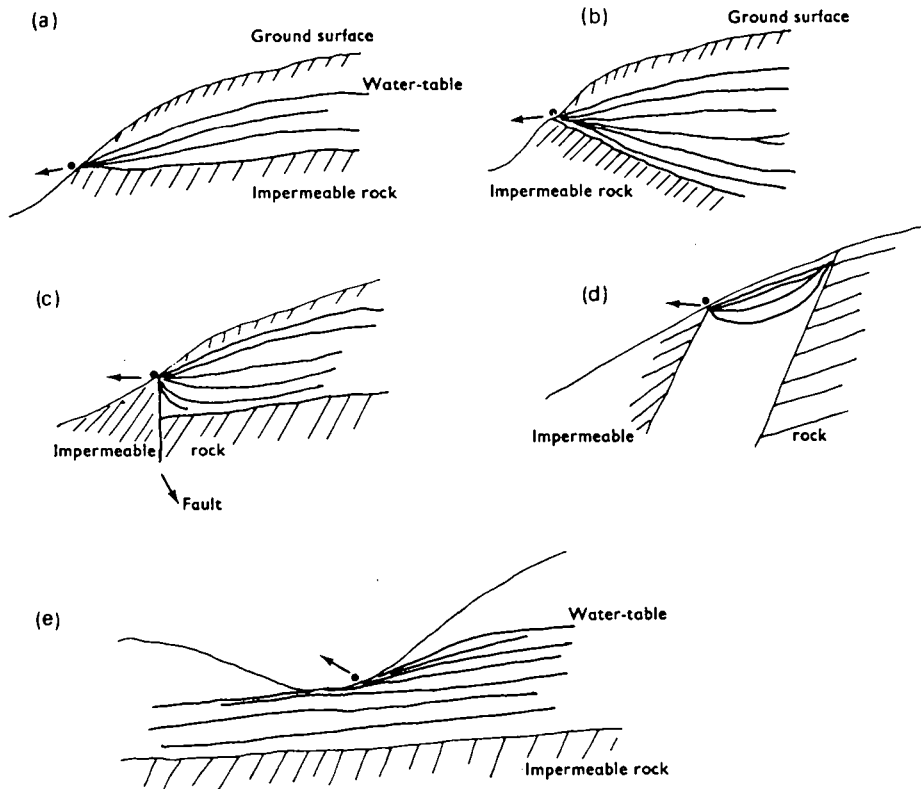 (a)
Ground surface
Water-table
Impermeable rock
(b)
Ground surface
Impermeable rock
(c)
Impermeable rock
Fault
(d)
Impermeable rock
(e)
Water-table
Impermeable rock